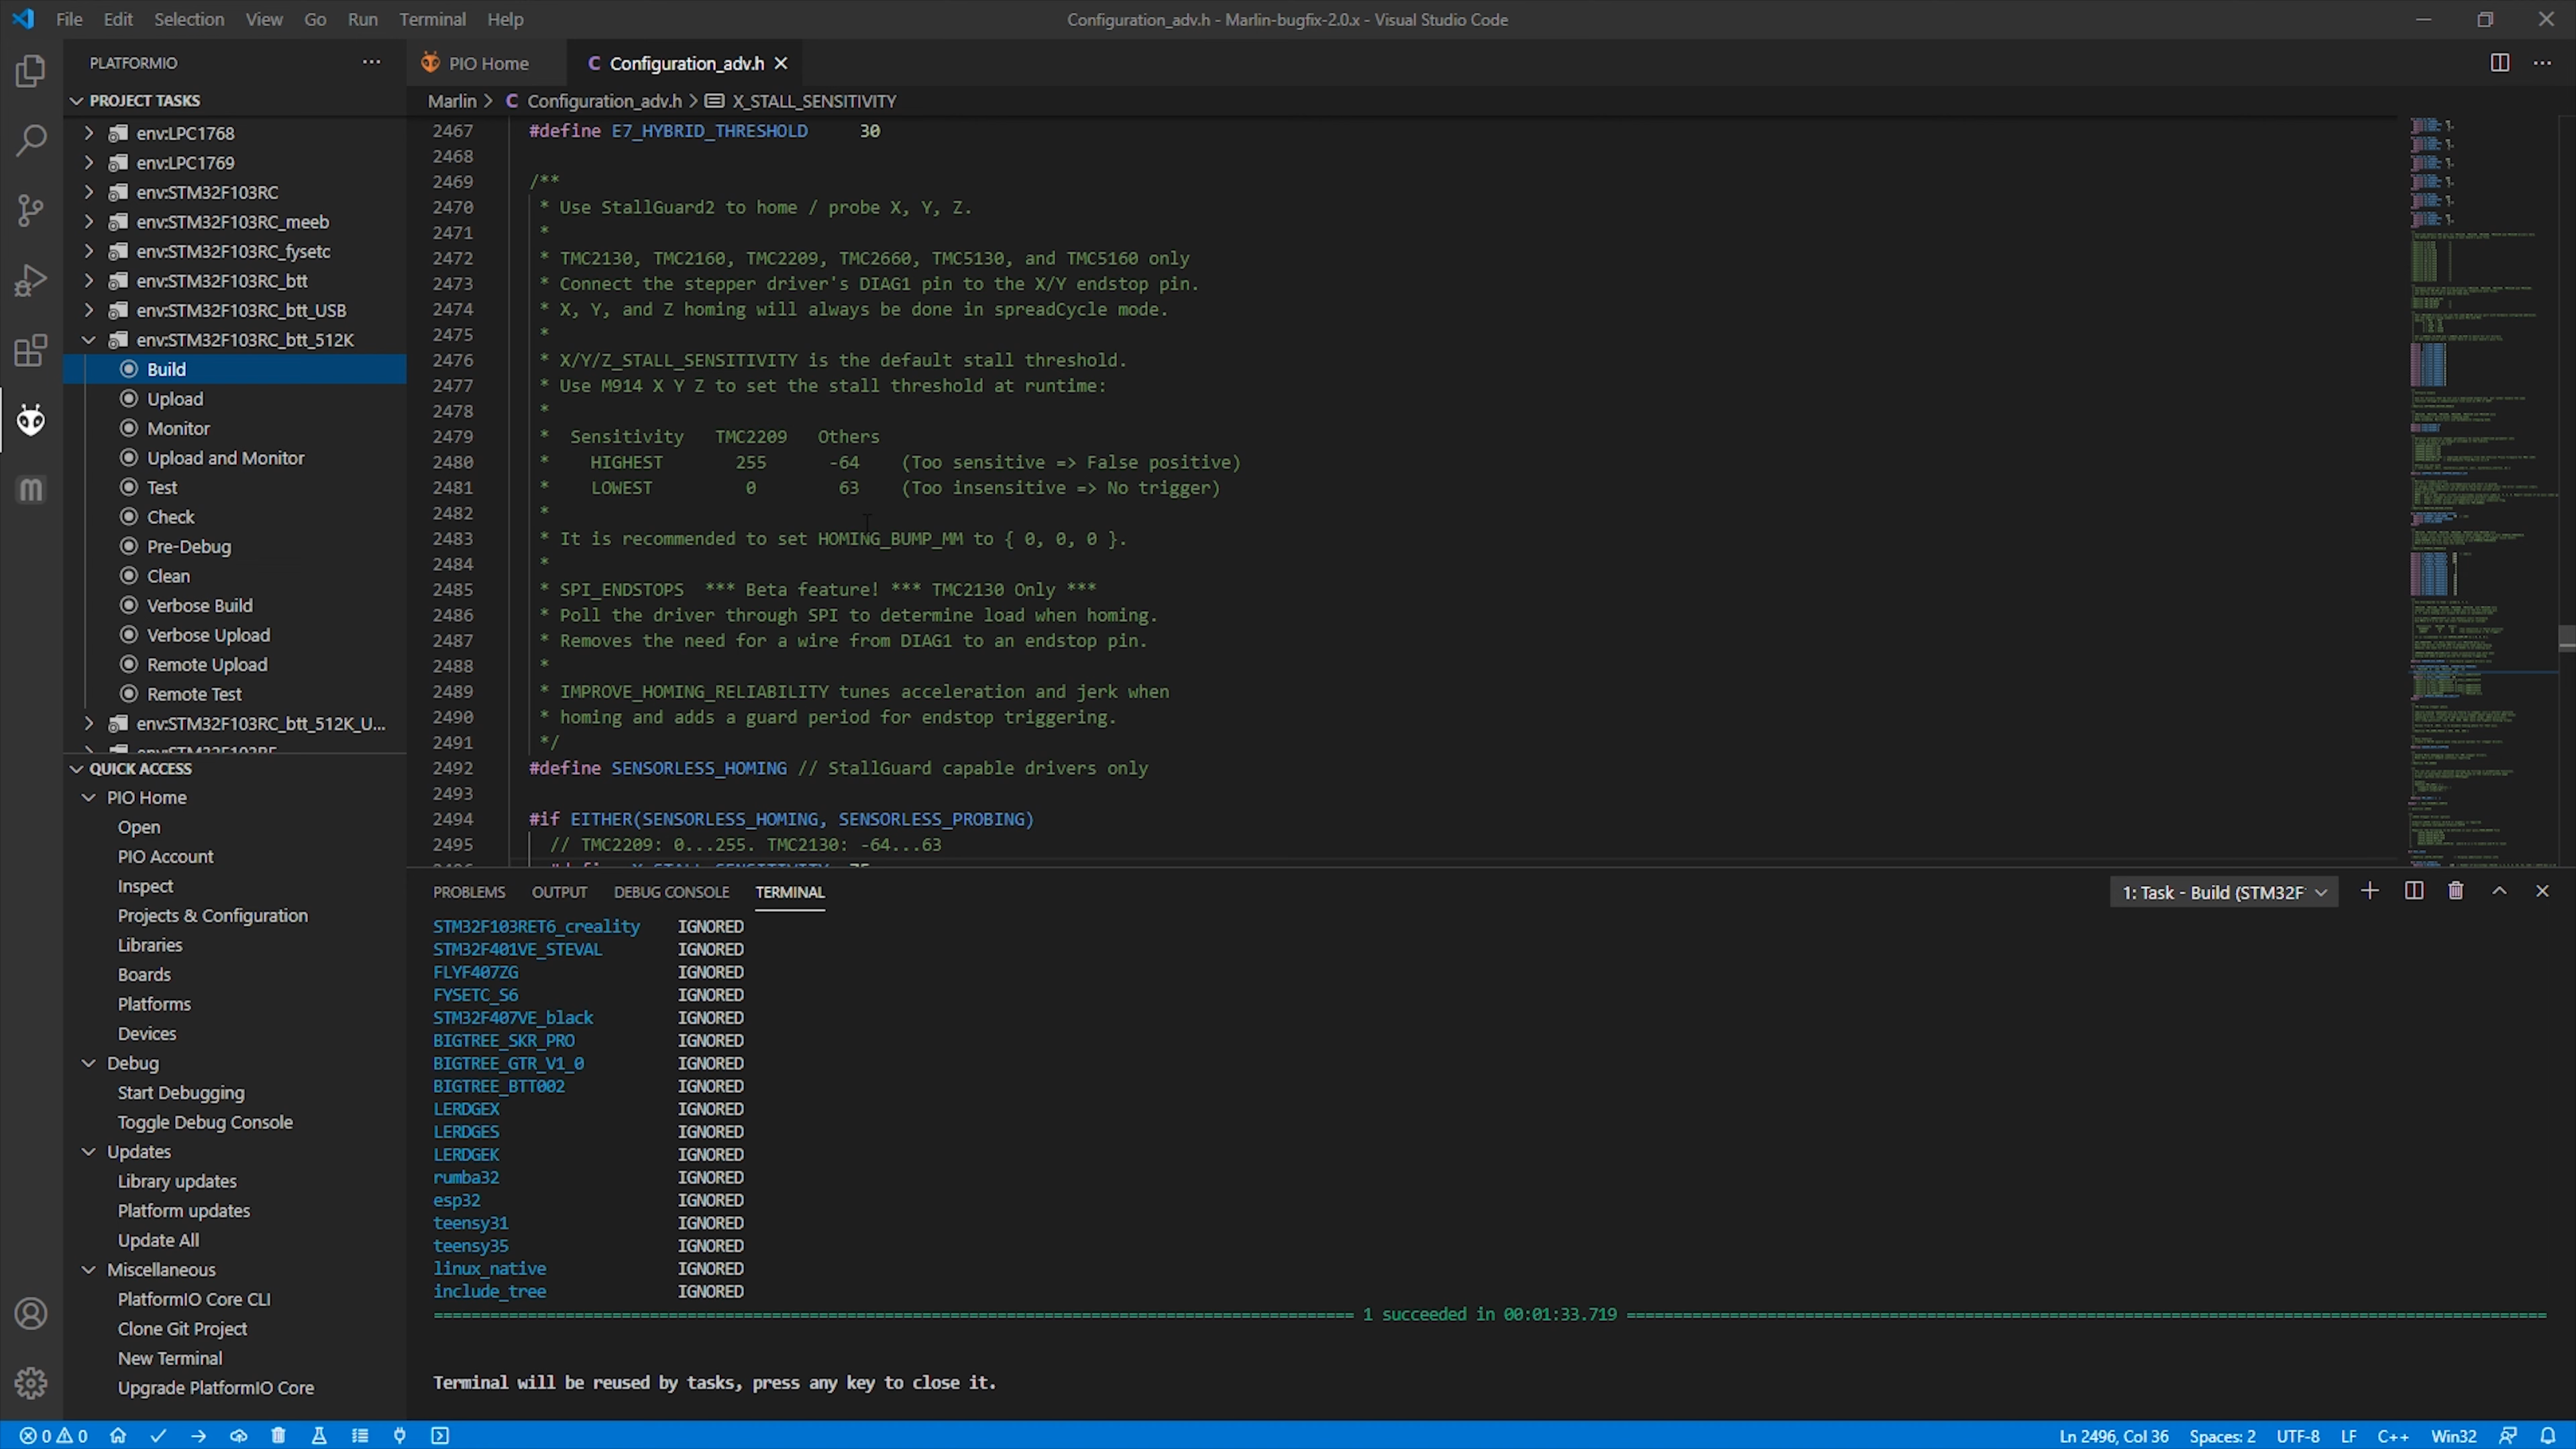 File Edit Selection View Go Run Terminal Help
Configuration_adv.h - Marlin-bugfix-2.0.x - Visual Studio Code
PLATFORMIO
PROJECT TASKS
env:LPC1768
env:LPC1769
env:STM32F103RC
env:STM32F103RC_meeb
env:STM32F103RC_fysetc
env:STM32F103RC_btt
env:STM32F103RC_btt_USB
env:STM32F103RC_btt_512K
Build
Upload
Monitor
Upload and Monitor
Test
Check
Pre-Debug
Clean
Verbose Build
Verbose Upload
Remote Upload
Remote Test
env:STM32F103RC_btt_512K_U...
QUICK ACCESS
PIO Home
Open
PIO Account
Inspect
Projects & Configuration
Libraries
Boards
Platforms
Devices
Debug
Start Debugging
Toggle Debug Console
Updates
Library updates
Platform updates
Update All
Miscellaneous
PlatformIO Core CLI
Clone Git Project
New Terminal
Upgrade PlatformIO Core
PIO Home
C Configuration_adv.h
Marlin > C Configuration_adv.h > X_STALL_SENSITIVITY
2467 #define E7_HYBRID_THRESHOLD 30
2468
2469 /**
2470 * Use StallGuard2 to home / probe X, Y, Z.
2471 *
2472 * TMC2130, TMC2160, TMC2209, TMC2660, TMC5130, and TMC5160 only
2473 * Connect the stepper driver's DIAG1 pin to the X/Y endstop pin.
2474 * X, Y, and Z homing will always be done in spreadCycle mode.
2475 *
2476 * X/Y/Z_STALL_SENSITIVITY is the default stall threshold.
2477 * Use M914 X Y Z to set the stall threshold at runtime:
2478 *
2479 * Sensitivity TMC2209 Others
2480 * HIGHEST 255 -64 (Too sensitive => False positive)
2481 * LOWEST 0 63 (Too insensitive => No trigger)
2482 *
2483 * It is recommended to set HOMING_BUMP_MM to { 0, 0, 0 }.
2484 *
2485 * SPI_ENDSTOPS *** Beta feature! *** TMC2130 Only ***
2486 * Poll the driver through SPI to determine load when homing.
2487 * Removes the need for a wire from DIAG1 to an endstop pin.
2488 *
2489 * IMPROVE_HOMING_RELIABILITY tunes acceleration and jerk when
2490 * homing and adds a guard period for endstop triggering.
2491 */
2492 #define SENSORLESS_HOMING // StallGuard capable drivers only
2493
2494 #if EITHER(SENSORLESS_HOMING, SENSORLESS_PROBING)
2495 // TMC2209: 0...255. TMC2130: -64...63
PROBLEMS OUTPUT DEBUG CONSOLE TERMINAL
1: Task - Build (STM32F
STM32F103RET6_creality IGNORED
STM32F401VE_STEVAL IGNORED
FLYF407ZG IGNORED
FYSETC_S6 IGNORED
STM32F407VE_black IGNORED
BIGTREE_SKR_PRO IGNORED
BIGTREE_GTR_V1_0 IGNORED
BIGTREE_BTT002 IGNORED
LERDGEX IGNORED
LERDGES IGNORED
LERDGEK IGNORED
rumba32 IGNORED
esp32 IGNORED
teensy31 IGNORED
teensy35 IGNORED
linux_native IGNORED
include_tree IGNORED
1 succeeded in 00:01:33.719
Terminal will be reused by tasks, press any key to close it.
0 0
Ln 2496, Col 36 Spaces: 2 UTF-8 LF C++ Win32